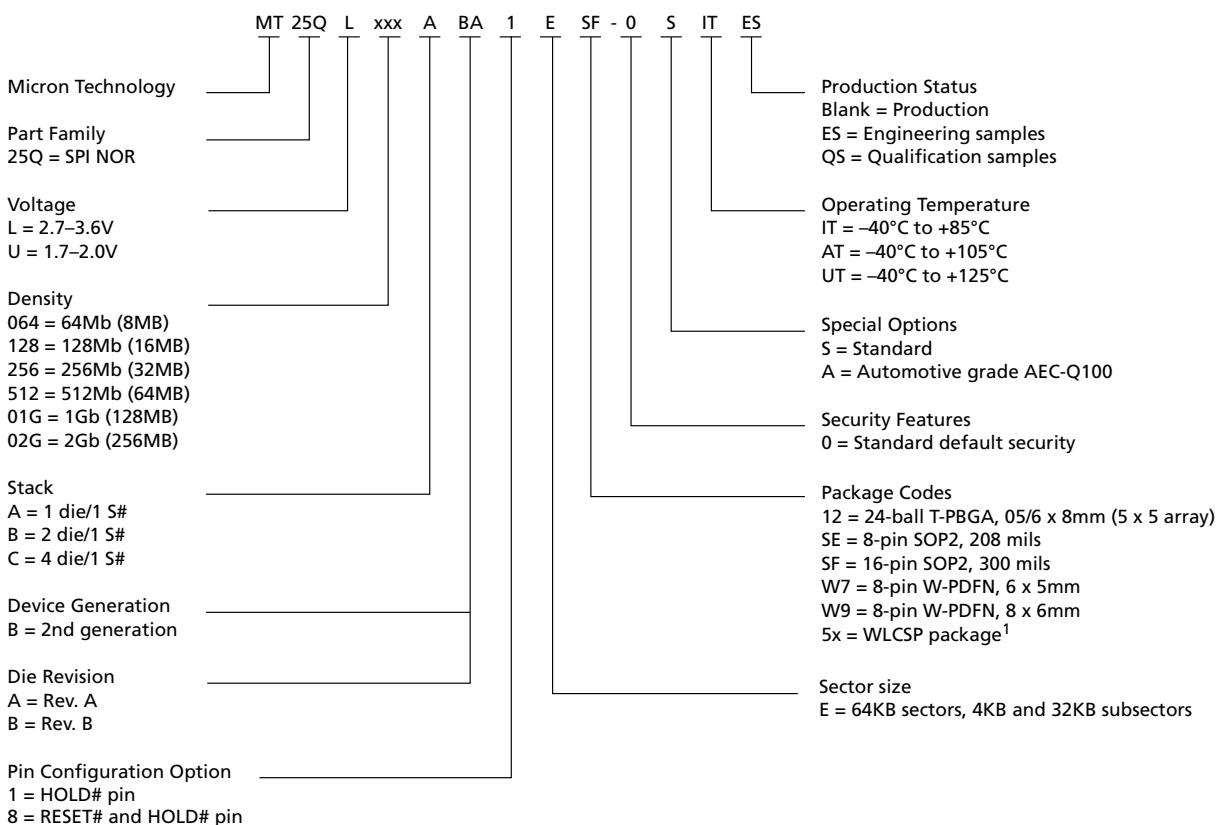 MT 25Q L xxx A BA 1 E SF - 0 S IT ES
Micron Technology
Part Family
25Q = SPI NOR
Voltage
L = 2.7–3.6V
U = 1.7–2.0V
Density
064 = 64Mb (8MB)
128 = 128Mb (16MB)
256 = 256Mb (32MB)
512 = 512Mb (64MB)
01G = 1Gb (128MB)
02G = 2Gb (256MB)
Stack
A = 1 die/1 S#
B = 2 die/1 S#
C = 4 die/1 S#
Device Generation
B = 2nd generation
Die Revision
A = Rev. A
B = Rev. B
Pin Configuration Option
1 = HOLD# pin
8 = RESET# and HOLD# pin
Production Status
Blank = Production
ES = Engineering samples
QS = Qualification samples
Operating Temperature
IT = –40°C to +85°C
AT = –40°C to +105°C
UT = –40°C to +125°C
Special Options
S = Standard
A = Automotive grade AEC-Q100
Security Features
0 = Standard default security
Package Codes
12 = 24-ball T-PBGA, 05/6 x 8mm (5 x 5 array)
SE = 8-pin SOP2, 208 mils
SF = 16-pin SOP2, 300 mils
W7 = 8-pin W-PDFN, 6 x 5mm
W9 = 8-pin W-PDFN, 8 x 6mm
5x = WLCSP package1
Sector size
E = 64KB sectors, 4KB and 32KB subsectors